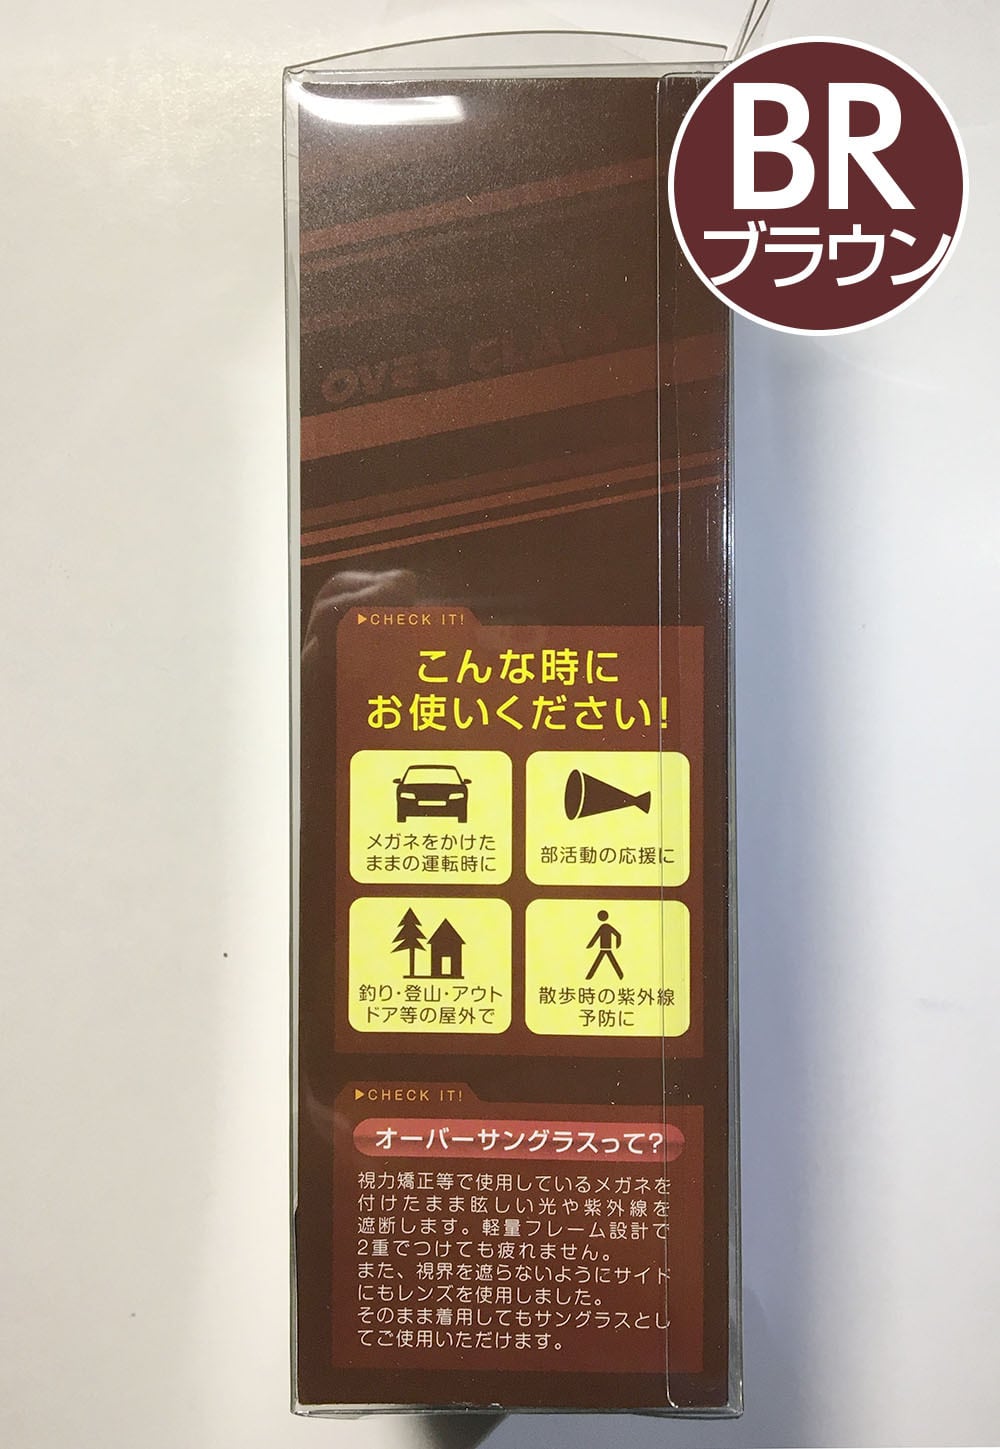 BR
ブラウン
CHECK IT!
こんな時に
お使いください!
メガネをかけた
ままの運転時に
部活動の応援に
釣り・登山・アウト
ドア等の屋外で
散歩時の紫外線
予防に
CHECK IT!
オーバーサングラスって?
視力矯正等で使用しているメガネを
付けたまま眩しい光や紫外線を
遮断します。軽量フレーム設計で
2重でつけても疲れません。
また、視界を遮らないようにサイド
にもレンズを使用しました。
そのまま着用してもサングラスとし
てご使用いただけます。